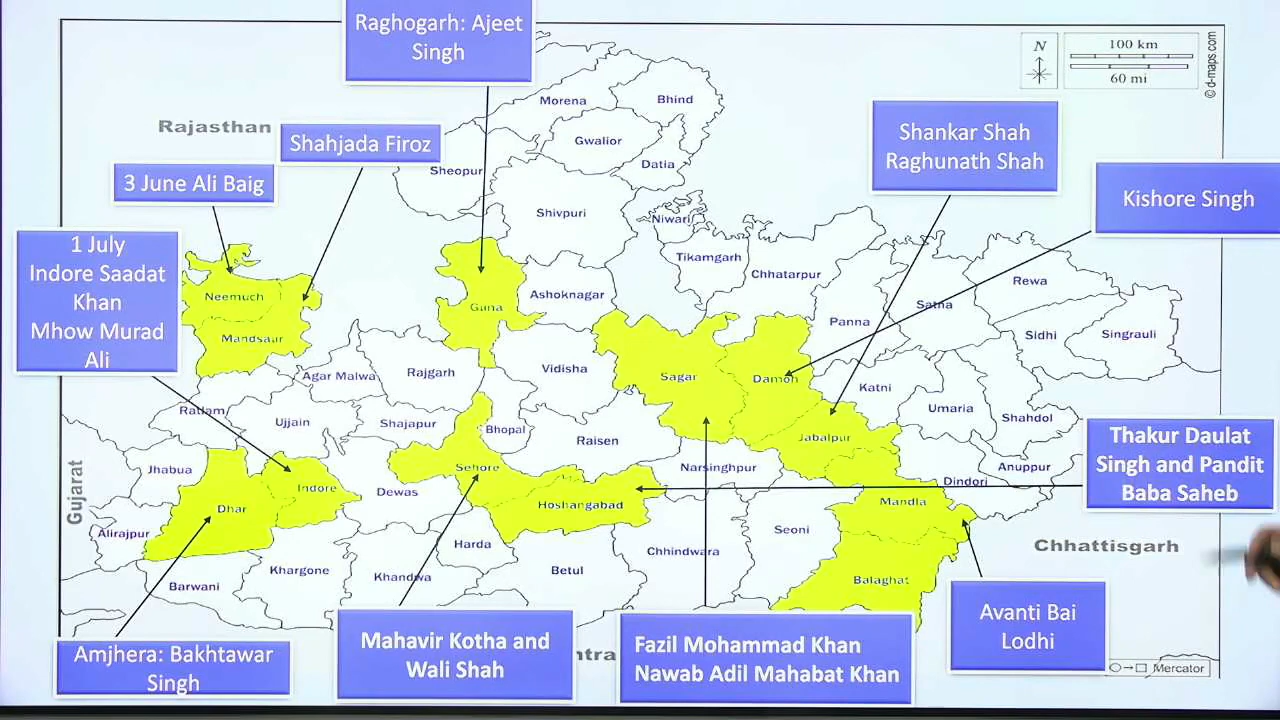 Raghogarh: Ajeet
Singh
N
100 km
60 mi
© d-maps.com
Rajasthan
Shahjada Firoz
3 June Ali Baig
1 July
Indore Saadat
Khan
Mhow Murad
Ali
Shankar Shah
Raghunath Shah
Kishore Singh
Morena
Bhind
Gwalior
Datia
Sheopur
Shivpuri
Niwari
Tikamgarh
Chhatarpur
Rewa
Satna
Panna
Sidhi
Singrauli
Neemuch
Mandsaur
Guna
Ashoknagar
Agar Malwa
Rajgarh
Vidisha
Sagar
Damoh
Katni
Umaria
Shahdol
Ratlam
Ujjain
Shajapur
Bhopal
Raisen
Jabalpur
Narsinghpur
Anuppur
Dindori
Gujarat
Jhabua
Indore
Dewas
Sehore
Hoshangabad
Mandla
Dhar
Alirajpur
Harda
Chhindwara
Seoni
Barwani
Khargone
Khandwa
Betul
Balaghat
Thakur Daulat
Singh and Pandit
Baba Saheb
Chhattisgarh
Avanti Bai
Lodhi
Amjhera: Bakhtawar
Singh
Mahavir Kotha and
Wali Shah
ntra
Fazil Mohammad Khan
Nawab Adil Mahabat Khan
Mercator